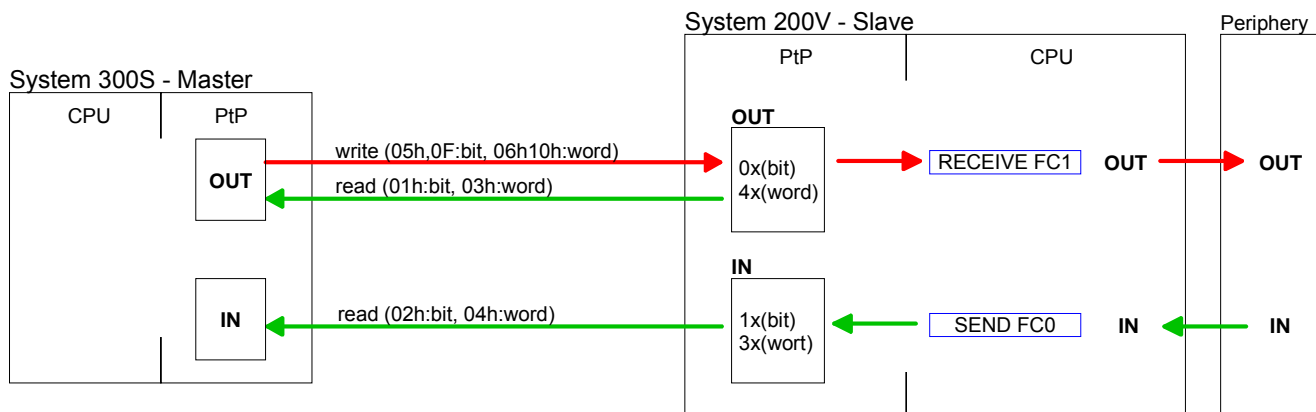 System 200V - Slave
Periphery
PtP
CPU
System 300S - Master
CPU
PtP
OUT
write (05h,0F:bit, 06h10h:word)
OUT
0x(bit)
4x(word)
RECEIVE FC1
OUT
OUT
read (01h:bit, 03h:word)
IN
IN
read (02h:bit, 04h:word)
1x(bit)
3x(wort)
SEND FC0
IN
IN